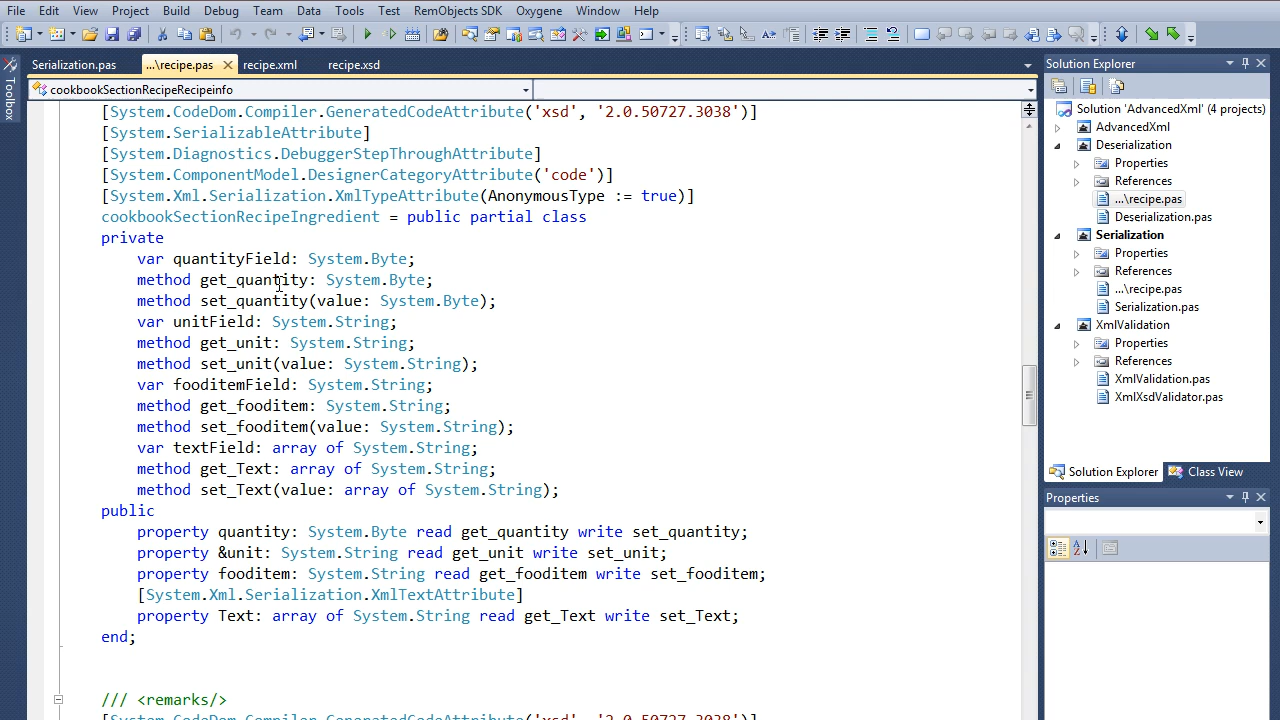 File Edit View Project Build Debug Team Data Tools Test RemObjects SDK Oxygene Window Help
Serialization.pas ...\recipe.pas recipe.xml recipe.xsd
Toolbox
cookbookSectionRecipeRecipeinfo
[System.CodeDom.Compiler.GeneratedCodeAttribute('xsd', '2.0.50727.3038')]
[System.SerializableAttribute]
[System.Diagnostics.DebuggerStepThroughAttribute]
[System.ComponentModel.DesignerCategoryAttribute('code')]
[System.Xml.Serialization.XmlTypeAttribute(AnonymousType := true)]
cookbookSectionRecipeIngredient = public partial class
private
var quantityField: System.Byte;
method get_quantity: System.Byte;
method set_quantity(value: System.Byte);
var unitField: System.String;
method get_unit: System.String;
method set_unit(value: System.String);
var fooditemField: System.String;
method get_fooditem: System.String;
method set_fooditem(value: System.String);
var textField: array of System.String;
method get_Text: array of System.String;
method set_Text(value: array of System.String);
public
property quantity: System.Byte read get_quantity write set_quantity;
property &unit: System.String read get_unit write set_unit;
property fooditem: System.String read get_fooditem write set_fooditem;
[System.Xml.Serialization.XmlTextAttribute]
property Text: array of System.String read get_Text write set_Text;
end;
/// <remarks/>
[System.CodeDom.Compiler.GeneratedCodeAttribute('xsd', '2.0.50727.3038')]
Solution Explorer
Solution 'AdvancedXml' (4 projects)
AdvancedXml
Deserialization
Properties
References
...\recipe.pas
Deserialization.pas
Serialization
Properties
References
...\recipe.pas
Serialization.pas
XmlValidation
Properties
References
XmlValidation.pas
XmlXsdValidator.pas
Solution Explorer Class View
Properties